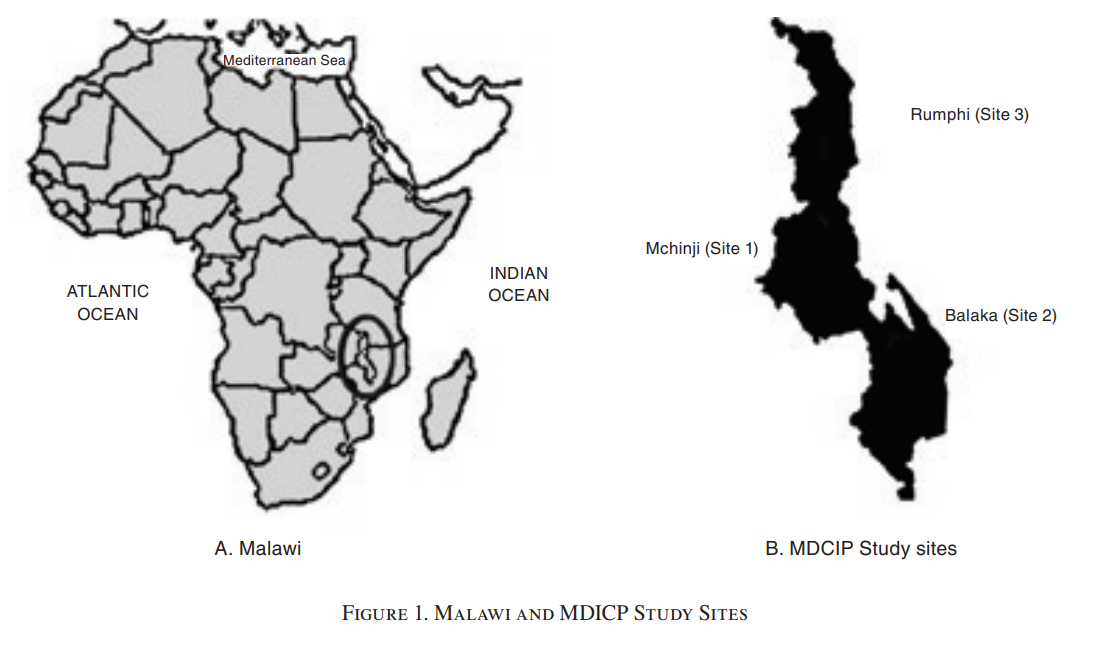 Mediterranean Sea
ATLANTIC
OCEAN
INDIAN
OCEAN
A. Malawi
Rumphi (Site 3)
Mchinji (Site 1)
Balaka (Site 2)
B. MDCIP Study sites
FIGURE 1. MALAWI AND MDICP STUDY SITES